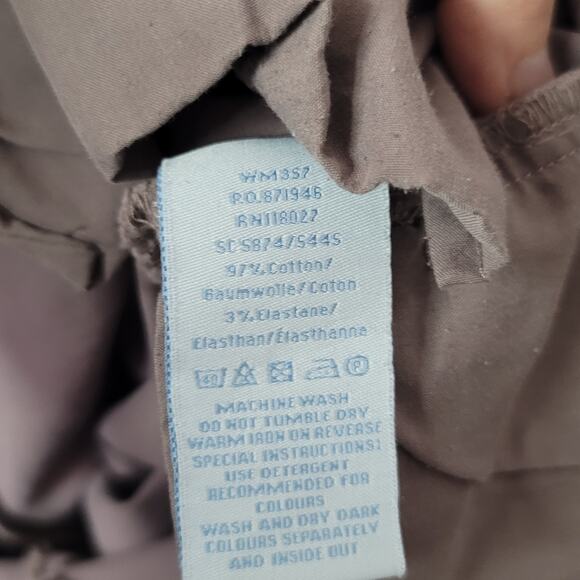 WM357
P.O.871946
RN118027
SC5874/5445
97% Cotton/
Baumwolle/Coton
3% Elastane/
Elasthan/Élasthanne
40 P
MACHINE WASH
DO NOT TUMBLE DRY
WARM IRON ON REVERSE
SPECIAL INSTRUCTIONS:
USE DETERGENT
RECOMMENDED FOR
COLOURS
WASH AND DRY DARK
COLOURS SEPARATELY
AND INSIDE OUT